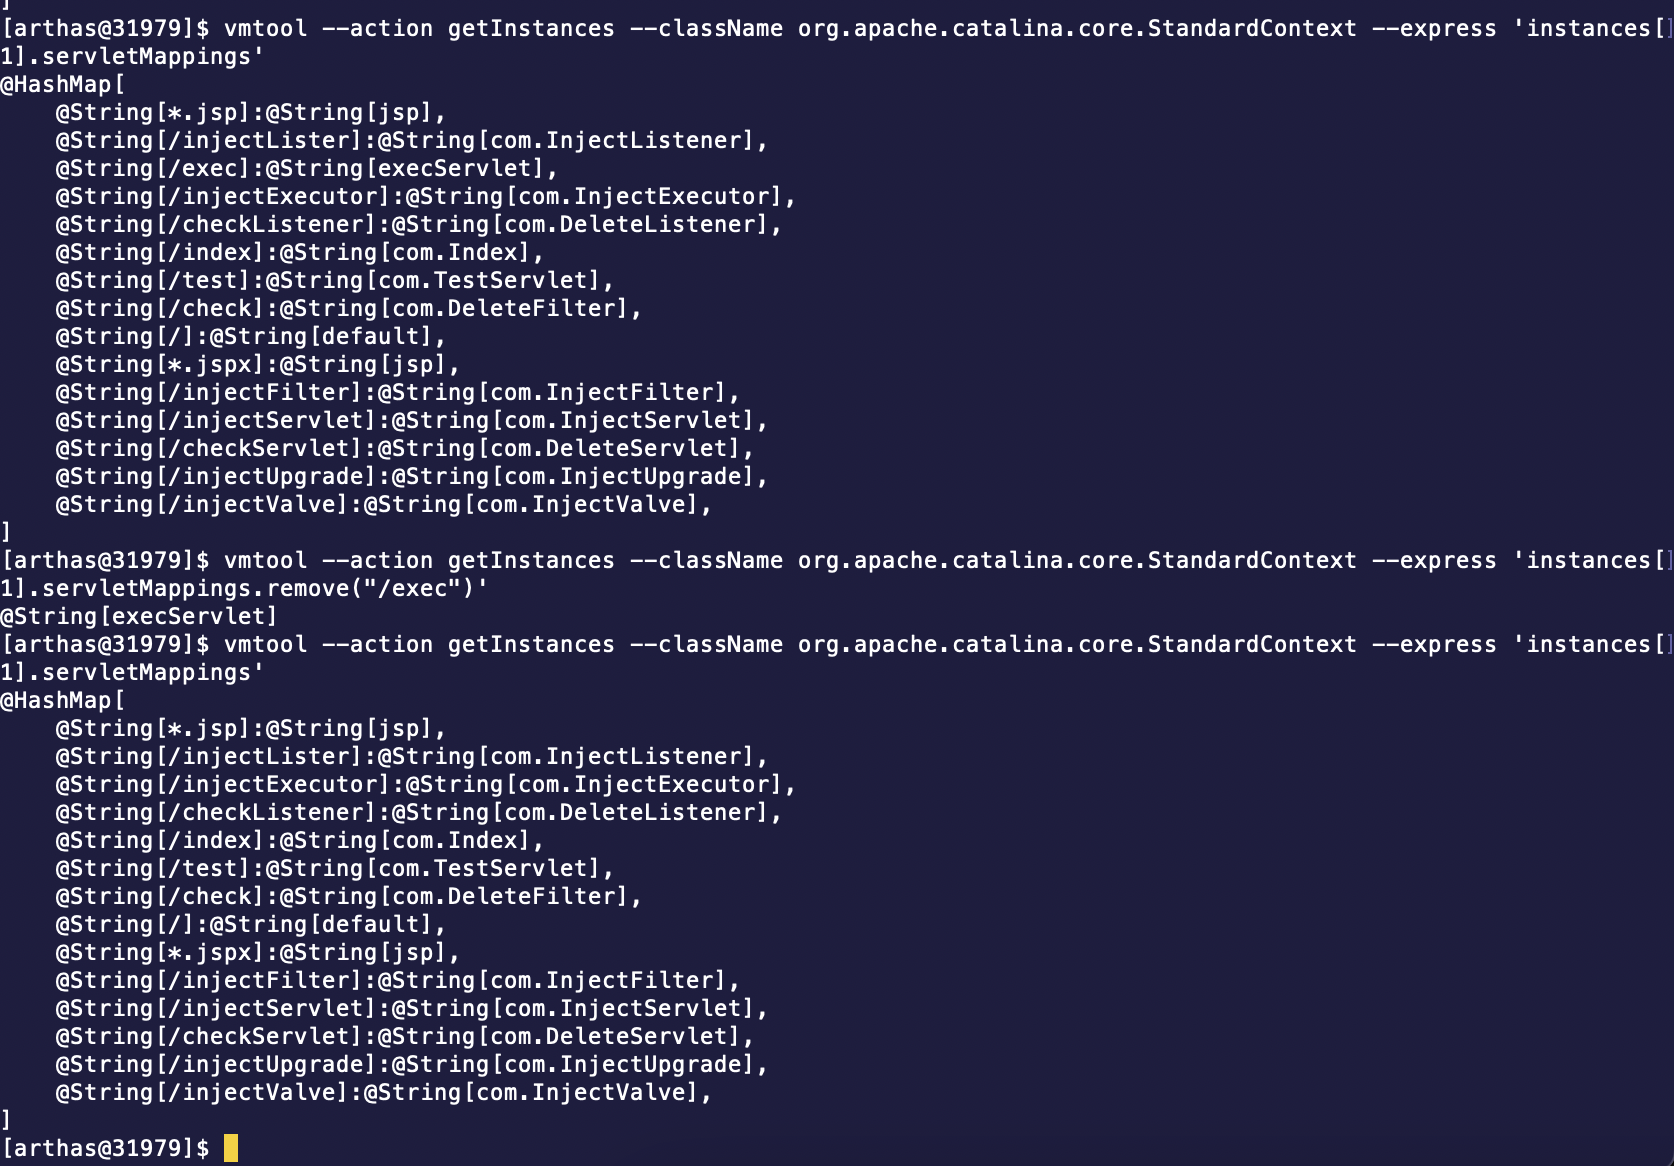 ]
[arthas@31979]$ vmtool --action getInstances --className org.apache.catalina.core.StandardContext --express 'instances[]
1].servletMappings'
@HashMap[
    @String[*.jsp]:@String[jsp],
    @String[/injectLister]:@String[com.InjectListener],
    @String[/exec]:@String[execServlet],
    @String[/injectExecutor]:@String[com.InjectExecutor],
    @String[/checkListener]:@String[com.DeleteListener],
    @String[/index]:@String[com.Index],
    @String[/test]:@String[com.TestServlet],
    @String[/check]:@String[com.DeleteFilter],
    @String[/]:@String[default],
    @String[*.jspx]:@String[jsp],
    @String[/injectFilter]:@String[com.InjectFilter],
    @String[/injectServlet]:@String[com.InjectServlet],
    @String[/checkServlet]:@String[com.DeleteServlet],
    @String[/injectUpgrade]:@String[com.InjectUpgrade],
    @String[/injectValve]:@String[com.InjectValve],
]
[arthas@31979]$ vmtool --action getInstances --className org.apache.catalina.core.StandardContext --express 'instances[]
1].servletMappings.remove("/exec")'
@String[execServlet]
[arthas@31979]$ vmtool --action getInstances --className org.apache.catalina.core.StandardContext --express 'instances[]
1].servletMappings'
@HashMap[
    @String[*.jsp]:@String[jsp],
    @String[/injectLister]:@String[com.InjectListener],
    @String[/injectExecutor]:@String[com.InjectExecutor],
    @String[/checkListener]:@String[com.DeleteListener],
    @String[/index]:@String[com.Index],
    @String[/test]:@String[com.TestServlet],
    @String[/check]:@String[com.DeleteFilter],
    @String[/]:@String[default],
    @String[*.jspx]:@String[jsp],
    @String[/injectFilter]:@String[com.InjectFilter],
    @String[/injectServlet]:@String[com.InjectServlet],
    @String[/checkServlet]:@String[com.DeleteServlet],
    @String[/injectUpgrade]:@String[com.InjectUpgrade],
    @String[/injectValve]:@String[com.InjectValve],
]
[arthas@31979]$